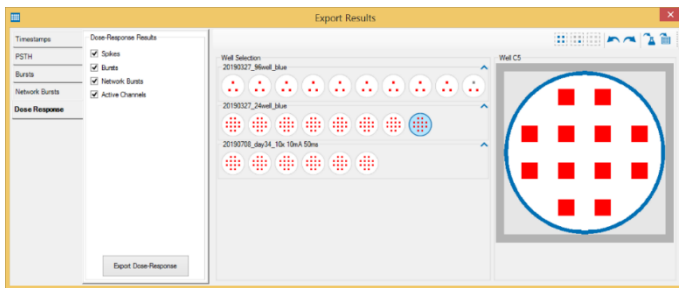 Export Results
Timestamps
PSTH
Bursts
Network Bursts
Dose Response
Dose-Response Results
Spikes
Bursts
Network Bursts
Active Channels
Export Dose-Response
Well Selection
20190327_96well_blue
20190327_24well_blue
20190708_day34_10x 10mA 50ms
Well C5